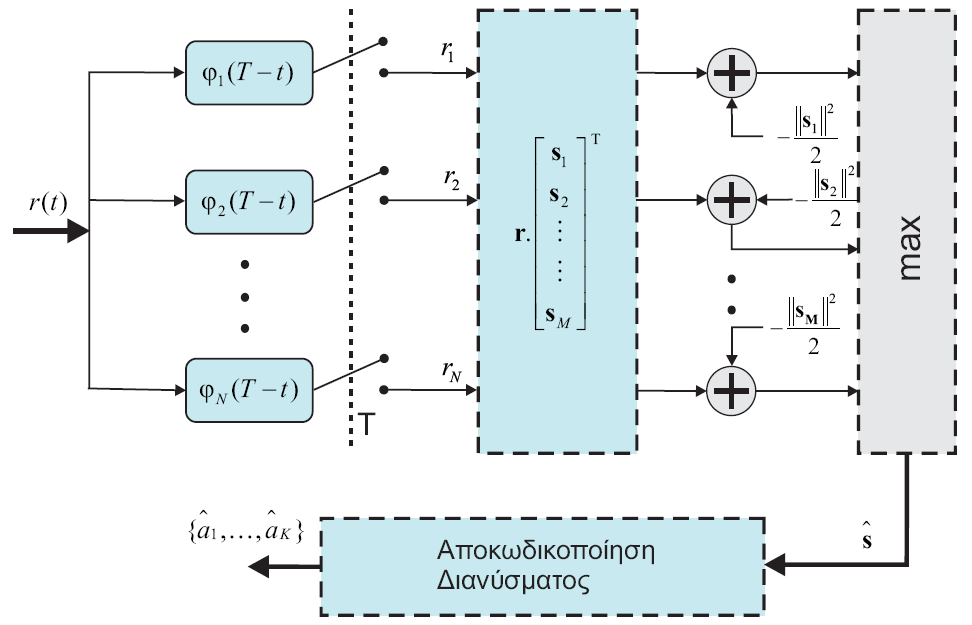 r(t)
φ₁(T−t)
r₁
φ₂(T−t)
r₂
φ_N(T−t)
r_N
T
r. [s₁ s₂ ⋮ ⋮ s_M]ᵀ
−‖s₁‖²/2
−‖s₂‖²/2
−‖s_M‖²/2
max
ŝ
Αποκωδικοποίηση
Διανύσματος
{â₁,…,â_K}